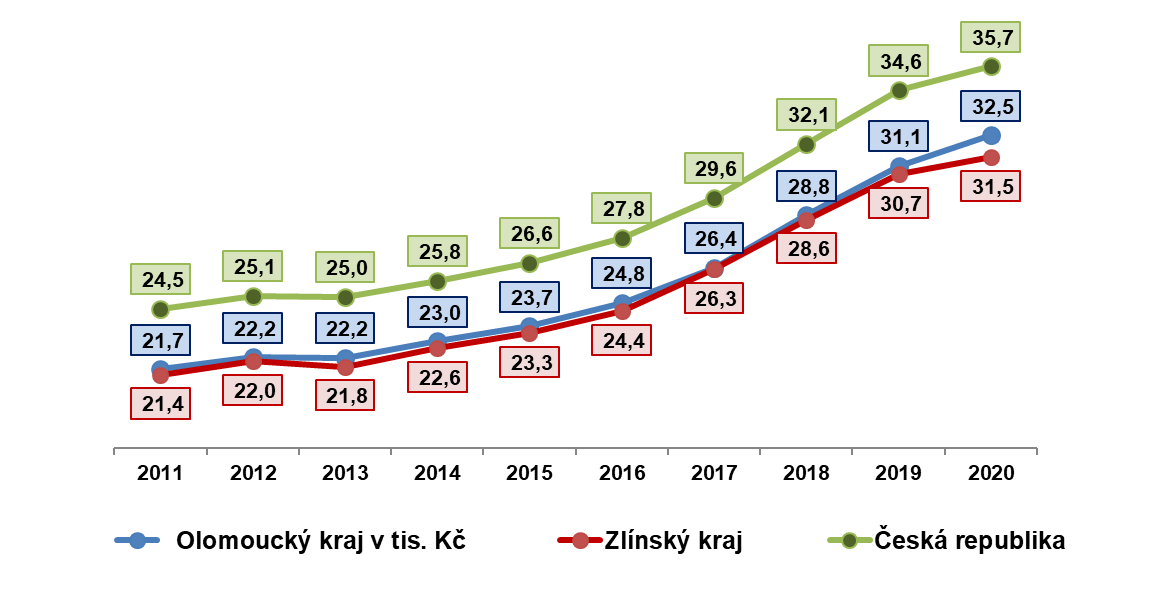 24,5 25,1 25,0 25,8 26,6 27,8 29,6 32,1 34,6 35,7
21,7 22,2 22,2 23,0 23,7 24,8 26,4 28,8 31,1 32,5
21,4 22,0 21,8 22,6 23,3 24,4 26,3 28,6 30,7 31,5
2011 2012 2013 2014 2015 2016 2017 2018 2019 2020
Olomoucký kraj v tis. Kč Zlínský kraj Česká republika